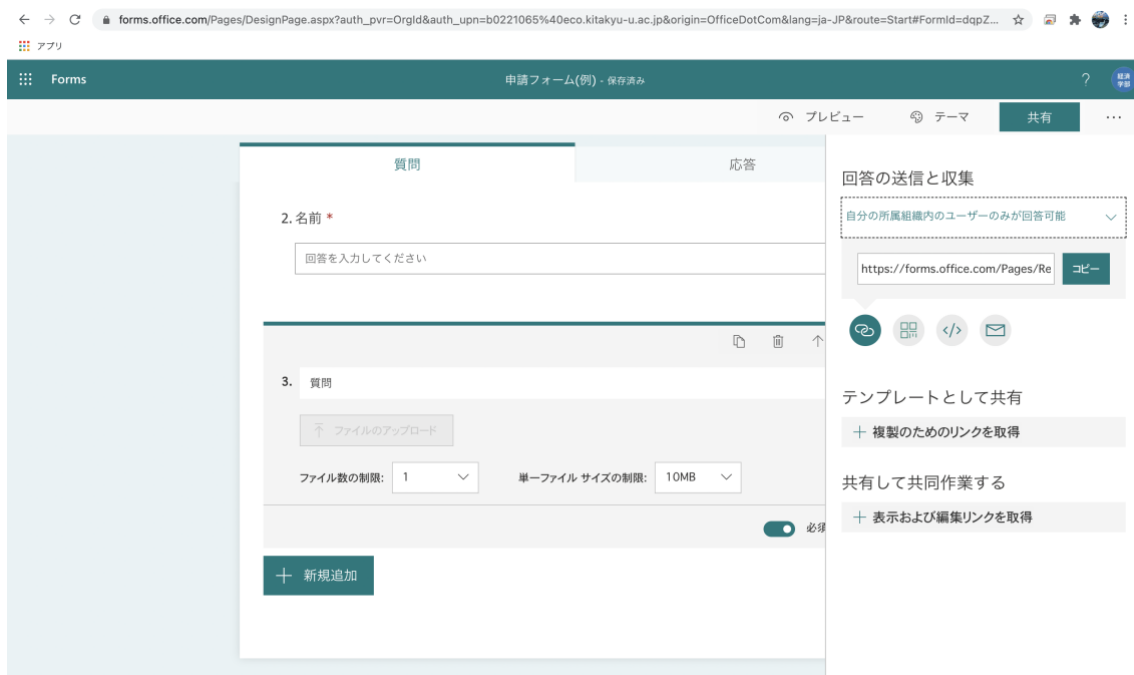 forms.office.com/Pages/DesignPage.aspx?auth_pvr=OrgId&auth_upn=b0221065%40eco.kitakyu-u.ac.jp&origin=OfficeDotCom&lang=ja-JP&route=Start#FormId=dqpZ...
アプリ
Forms
申請フォーム(例) - 保存済み
?
経済
学部
プレビュー
テーマ
共有
...
質問
応答
2. 名前 *
回答を入力してください
3. 質問
ファイルのアップロード
ファイル数の制限: 1
単一ファイル サイズの制限: 10MB
必須
新規追加
回答の送信と収集
自分の所属組織内のユーザーのみが回答可能
https://forms.office.com/Pages/Re
コピー
</>
テンプレートとして共有
+ 複製のためのリンクを取得
共有して共同作業する
+ 表示および編集リンクを取得